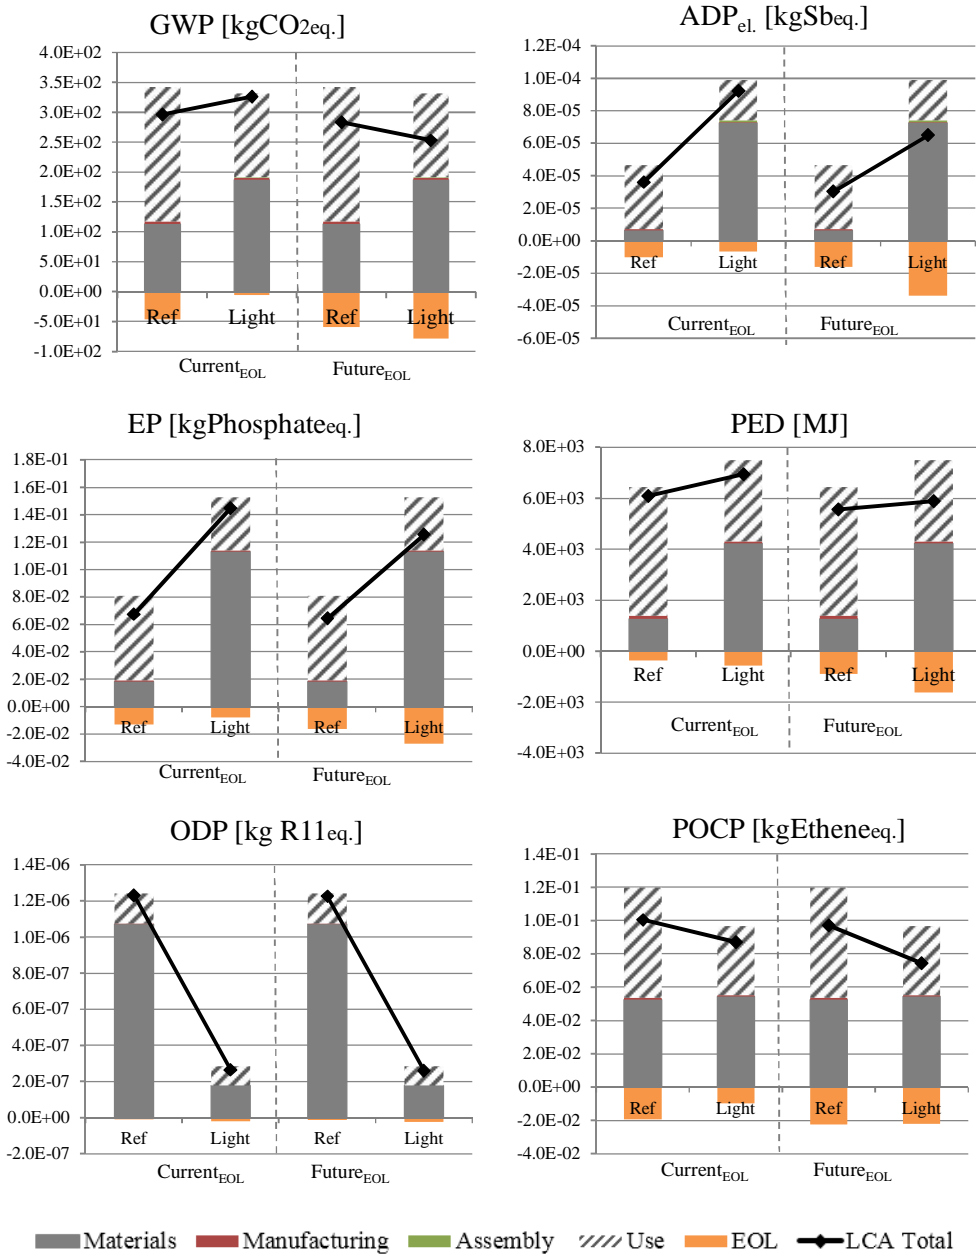 GWP [kgCO2eq.]
4.0E+02
3.5E+02
3.0E+02
2.5E+02
2.0E+02
1.5E+02
1.0E+02
5.0E+01
0.0E+00
-5.0E+01
-1.0E+02
Ref Light Ref Light
CurrentEOL FutureEOL
ADPel. [kgSbeq.]
1.2E-04
1.0E-04
8.0E-05
6.0E-05
4.0E-05
2.0E-05
0.0E+00
-2.0E-05
-4.0E-05
-6.0E-05
Ref Light Ref Light
CurrentEOL FutureEOL
EP [kgPhosphateeq.]
1.8E-01
1.6E-01
1.4E-01
1.2E-01
1.0E-01
8.0E-02
6.0E-02
4.0E-02
2.0E-02
0.0E+00
-2.0E-02
-4.0E-02
Ref Light Ref Light
CurrentEOL FutureEOL
PED [MJ]
8.0E+03
6.0E+03
4.0E+03
2.0E+03
0.0E+00
-2.0E+03
-4.0E+03
Ref Light Ref Light
CurrentEOL FutureEOL
ODP [kg R11eq.]
1.4E-06
1.2E-06
1.0E-06
8.0E-07
6.0E-07
4.0E-07
2.0E-07
0.0E+00
-2.0E-07
Ref Light Ref Light
CurrentEOL FutureEOL
POCP [kgEtheneeq.]
1.4E-01
1.2E-01
1.0E-01
8.0E-02
6.0E-02
4.0E-02
2.0E-02
0.0E+00
-2.0E-02
-4.0E-02
Ref Light Ref Light
CurrentEOL FutureEOL
Materials Manufacturing Assembly Use EOL LCA Total